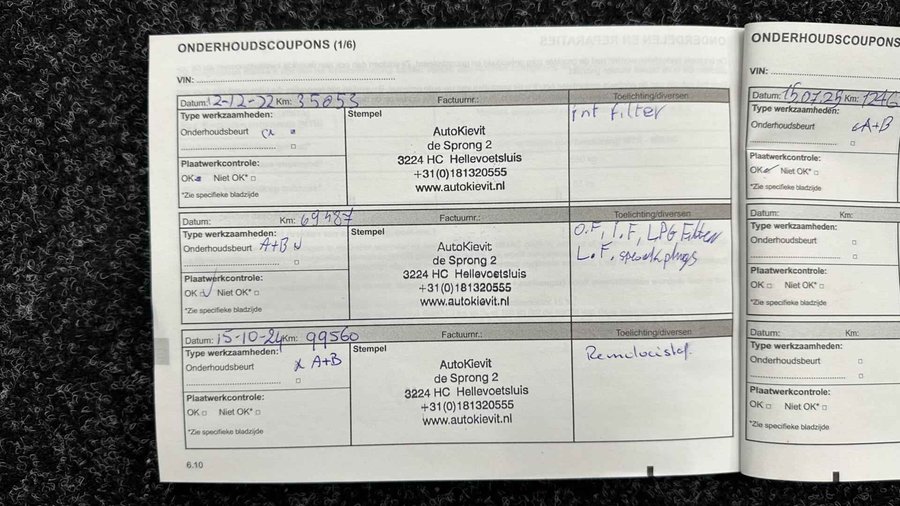 ONDERHOUDSCOUPONS (1/6)
VIN:
Datum: 12-12-22 Km: 35053 Factuurnr.: Toelichting/diversen
Type werkzaamheden: Stempel
Onderhoudsbeurt
Plaatwerkcontrole:
OK Niet OK*
*Zie specifieke bladzijde
AutoKievit
de Sprong 2
3224 HC Hellevoetsluis
+31(0)181320555
www.autokievit.nl
int filter
Datum: Km: 69487 Factuurnr.: Toelichting/diversen
Type werkzaamheden: Stempel
Onderhoudsbeurt A+B
Plaatwerkcontrole:
OK Niet OK*
*Zie specifieke bladzijde
AutoKievit
de Sprong 2
3224 HC Hellevoetsluis
+31(0)181320555
www.autokievit.nl
O.F, I.F, LPG Filter
L.F.
Datum: 15-10-24 Km: 99560 Factuurnr.: Toelichting/diversen
Type werkzaamheden: Stempel
Onderhoudsbeurt x A+B
Plaatwerkcontrole:
OK Niet OK*
*Zie specifieke bladzijde
AutoKievit
de Sprong 2
3224 HC Hellevoetsluis
+31(0)181320555
www.autokievit.nl
Remvloeistof
6.10
ONDERHOUDSCOUPONS
VIN:
Datum: 15.07.25 Km: 1246
Type werkzaamheden:
Onderhoudsbeurt A+B
Plaatwerkcontrole:
OK Niet OK*
*Zie specifieke bladzijde
Datum: Km:
Type werkzaamheden:
Onderhoudsbeurt
Plaatwerkcontrole:
OK Niet OK*
*Zie specifieke bladzijde
Datum: Km:
Type werkzaamheden:
Onderhoudsbeurt
Plaatwerkcontrole:
OK Niet OK*
*Zie specifieke bladzijde